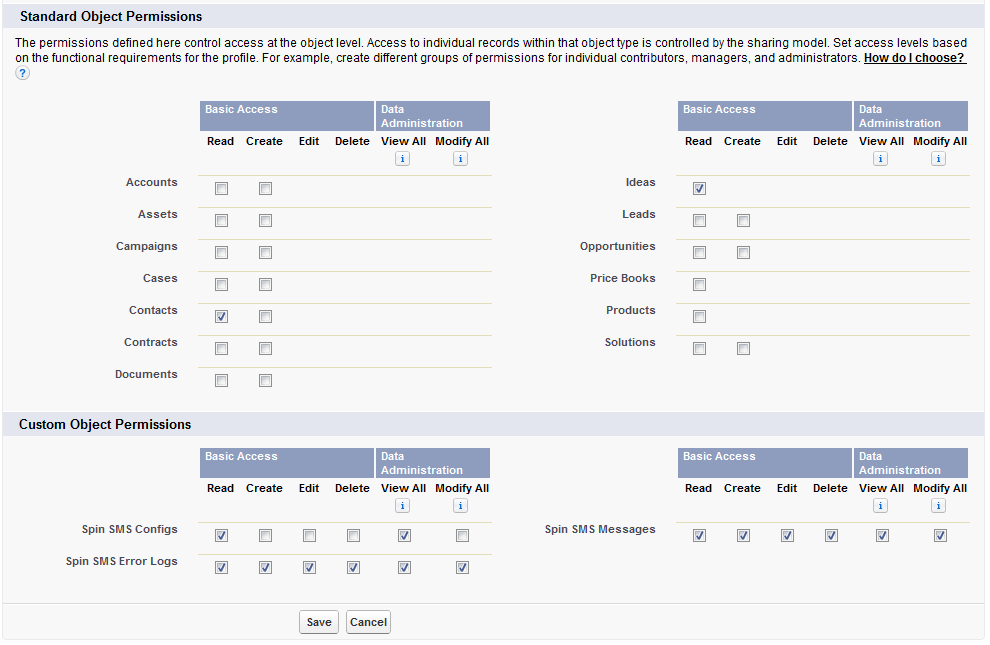 Standard Object Permissions
The permissions defined here control access at the object level. Access to individual records within that object type is controlled by the sharing model. Set access levels based
on the functional requirements for the profile. For example, create different groups of permissions for individual contributors, managers, and administrators. How do I choose?
?
Basic Access Data Administration
Read Create Edit Delete View All Modify All
i i
Accounts
Assets
Campaigns
Cases
Contacts
Contracts
Documents
Basic Access Data Administration
Read Create Edit Delete View All Modify All
i i
Ideas
Leads
Opportunities
Price Books
Products
Solutions
Custom Object Permissions
Basic Access Data Administration
Read Create Edit Delete View All Modify All
i i
Spin SMS Configs
Spin SMS Error Logs
Basic Access Data Administration
Read Create Edit Delete View All Modify All
i i
Spin SMS Messages
Save Cancel